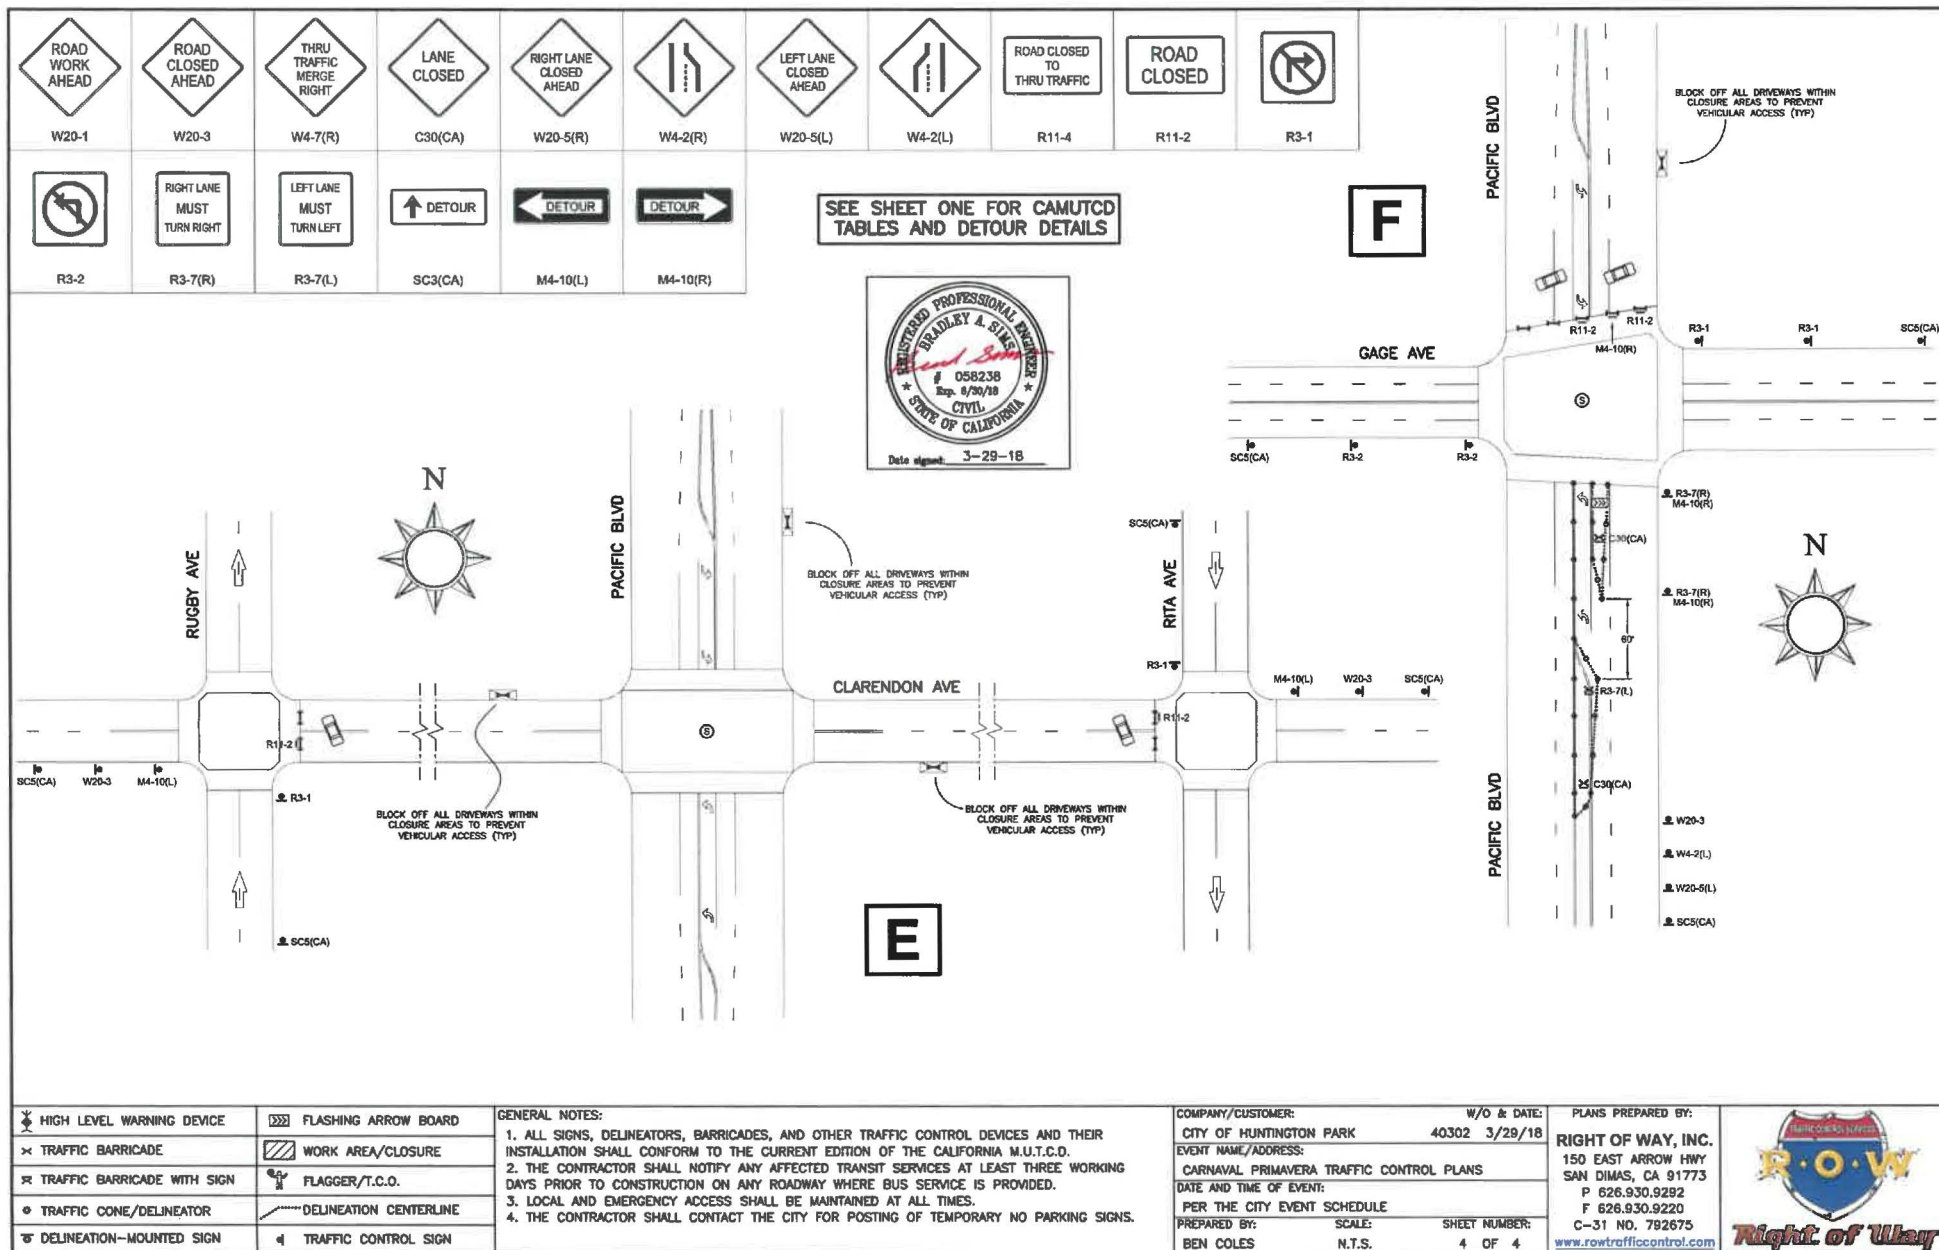 ROAD
WORK
AHEAD
W20-1
ROAD
CLOSED
AHEAD
W20-3
THRU
TRAFFIC
MERGE
RIGHT
W4-7(R)
LANE
CLOSED
C30(CA)
RIGHT LANE
CLOSED
AHEAD
W20-5(R)
W4-2(R)
LEFT LANE
CLOSED
AHEAD
W20-5(L)
W4-2(L)
ROAD CLOSED
TO
THRU TRAFFIC
R11-4
ROAD
CLOSED
R11-2
R3-1
R3-2
RIGHT LANE
MUST
TURN RIGHT
R3-7(R)
LEFT LANE
MUST
TURN LEFT
R3-7(L)
DETOUR
SC3(CA)
DETOUR
M4-10(L)
DETOUR
M4-10(R)
SEE SHEET ONE FOR CAMUTCD
TABLES AND DETOUR DETAILS
REGISTERED PROFESSIONAL ENGINEER
BRADLEY A. SIMS
# 058238
Exp. 6/30/18
CIVIL
STATE OF CALIFORNIA
Date signed: 3-29-18
F
PACIFIC BLVD
BLOCK OFF ALL DRIVEWAYS WITHIN
CLOSURE AREAS TO PREVENT
VEHICULAR ACCESS (TYP)
R11-2
R11-2
M4-10(R)
R3-1
R3-1
SC5(CA)
GAGE AVE
S
SC5(CA)
R3-2
R3-2
R3-7(R)
M4-10(R)
C30(CA)
R3-7(R)
M4-10(R)
60'
R3-7(L)
C30(CA)
N
PACIFIC BLVD
W20-3
W4-2(L)
W20-5(L)
SC5(CA)
N
RUGBY AVE
PACIFIC BLVD
BLOCK OFF ALL DRIVEWAYS WITHIN
CLOSURE AREAS TO PREVENT
VEHICULAR ACCESS (TYP)
RITA AVE
SC5(CA)
R3-1
CLARENDON AVE
M4-10(L)
W20-3
SC5(CA)
R11-2
S
R11-2
SC5(CA)
W20-3
M4-10(L)
R3-1
BLOCK OFF ALL DRIVEWAYS WITHIN
CLOSURE AREAS TO PREVENT
VEHICULAR ACCESS (TYP)
BLOCK OFF ALL DRIVEWAYS WITHIN
CLOSURE AREAS TO PREVENT
VEHICULAR ACCESS (TYP)
SC5(CA)
E
HIGH LEVEL WARNING DEVICE
FLASHING ARROW BOARD
TRAFFIC BARRICADE
WORK AREA/CLOSURE
TRAFFIC BARRICADE WITH SIGN
FLAGGER/T.C.O.
TRAFFIC CONE/DELINEATOR
DELINEATION CENTERLINE
DELINEATION-MOUNTED SIGN
TRAFFIC CONTROL SIGN
GENERAL NOTES:
1. ALL SIGNS, DELINEATORS, BARRICADES, AND OTHER TRAFFIC CONTROL DEVICES AND THEIR
INSTALLATION SHALL CONFORM TO THE CURRENT EDITION OF THE CALIFORNIA M.U.T.C.D.
2. THE CONTRACTOR SHALL NOTIFY ANY AFFECTED TRANSIT SERVICES AT LEAST THREE WORKING
DAYS PRIOR TO CONSTRUCTION ON ANY ROADWAY WHERE BUS SERVICE IS PROVIDED.
3. LOCAL AND EMERGENCY ACCESS SHALL BE MAINTAINED AT ALL TIMES.
4. THE CONTRACTOR SHALL CONTACT THE CITY FOR POSTING OF TEMPORARY NO PARKING SIGNS.
COMPANY/CUSTOMER: W/O & DATE:
CITY OF HUNTINGTON PARK 40302 3/29/18
EVENT NAME/ADDRESS:
CARNAVAL PRIMAVERA TRAFFIC CONTROL PLANS
DATE AND TIME OF EVENT:
PER THE CITY EVENT SCHEDULE
PREPARED BY: SCALE: SHEET NUMBER:
BEN COLES N.T.S. 4 OF 4
PLANS PREPARED BY:
RIGHT OF WAY, INC.
150 EAST ARROW HWY
SAN DIMAS, CA 91773
P 626.930.9292
F 626.930.9220
C-31 NO. 792675
www.rowtrafficcontrol.com
TRAFFIC CONTROL SERVICES
R·O·W
Right of Way